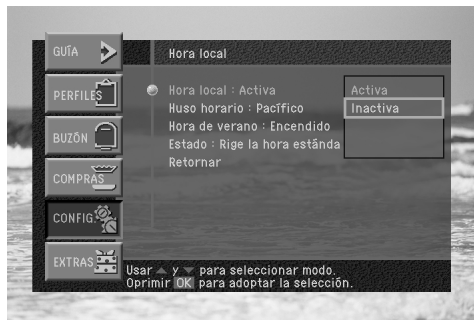 GUÍA
PERFILES
BUZÓN
COMPRAS
CONFIG.
EXTRAS
Hora local
Hora local : Activa
Huso horario : Pacífico
Hora de verano : Encendido
Estado : Rige la hora estánda
Retornar
Activa
Inactiva
Usar ▲ y ▼ para seleccionar modo.
Oprimir OK para adoptar la selección.